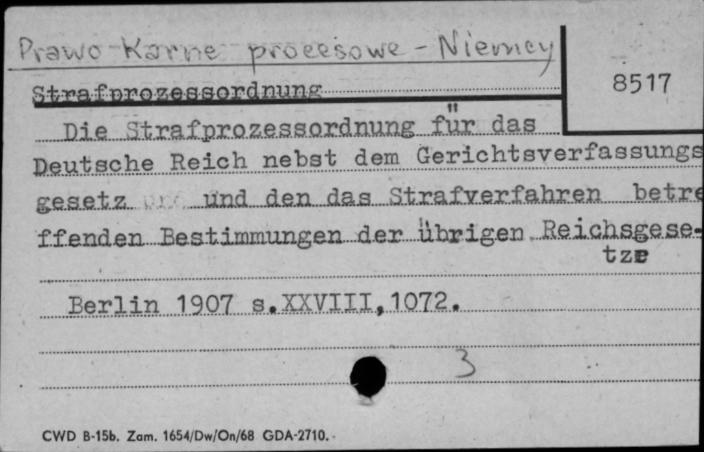 Prawo Karne procesowe - Niemcy
8517
Strafprozessordnung
Die Strafprozessordnung für das
Deutsche Reich nebst dem Gerichtsverfassungs
gesetz und den das Strafverfahren betre
ffenden Bestimmungen der übrigen Reichsgese-
tze
Berlin 1907 s.XXVIII,1072.
3
CWD B-15b. Zam. 1654/Dw/On/68 GDA-2710.